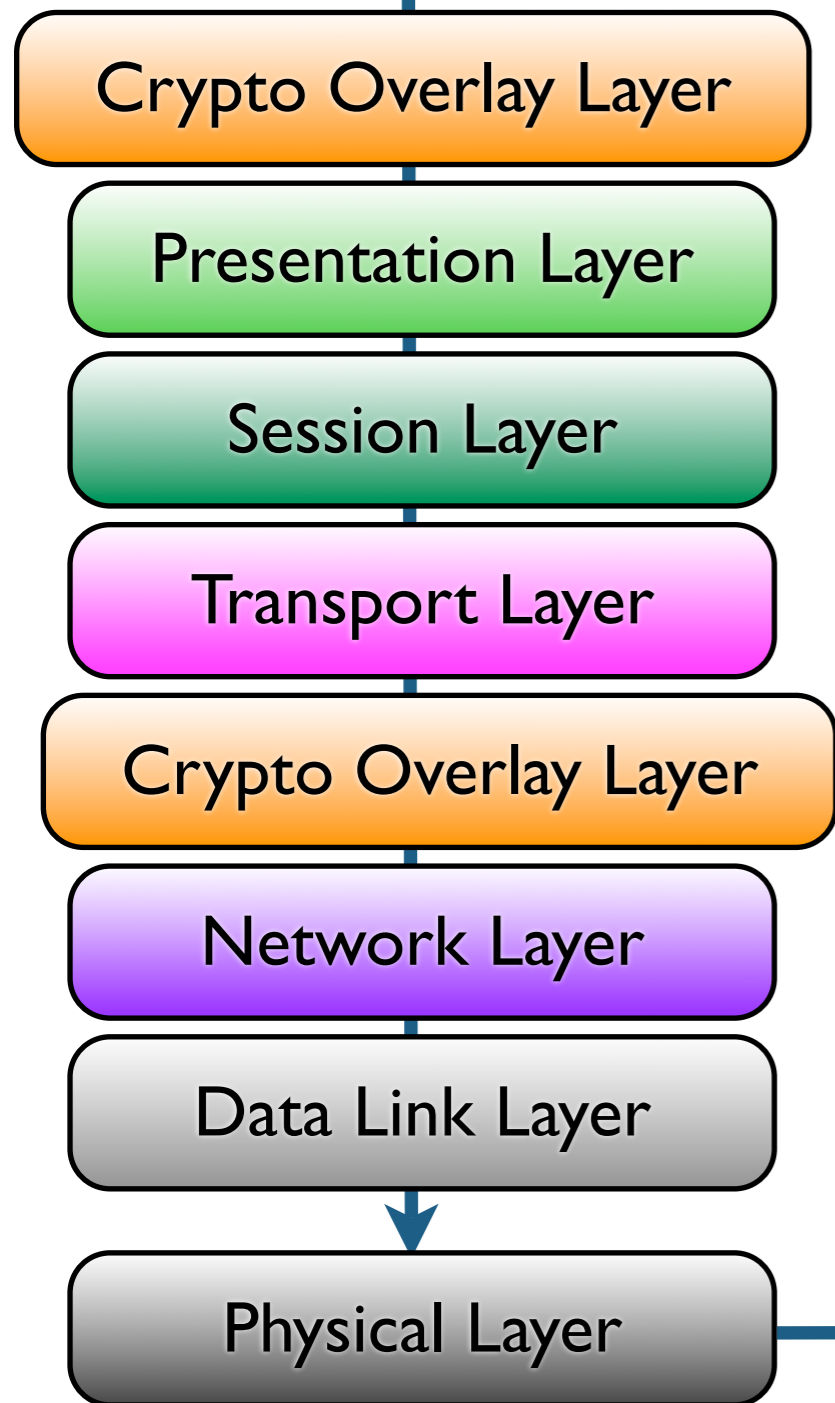 Crypto Overlay Layer
Presentation Layer
Session Layer
Transport Layer
Crypto Overlay Layer
Network Layer
Data Link Layer
Physical Layer